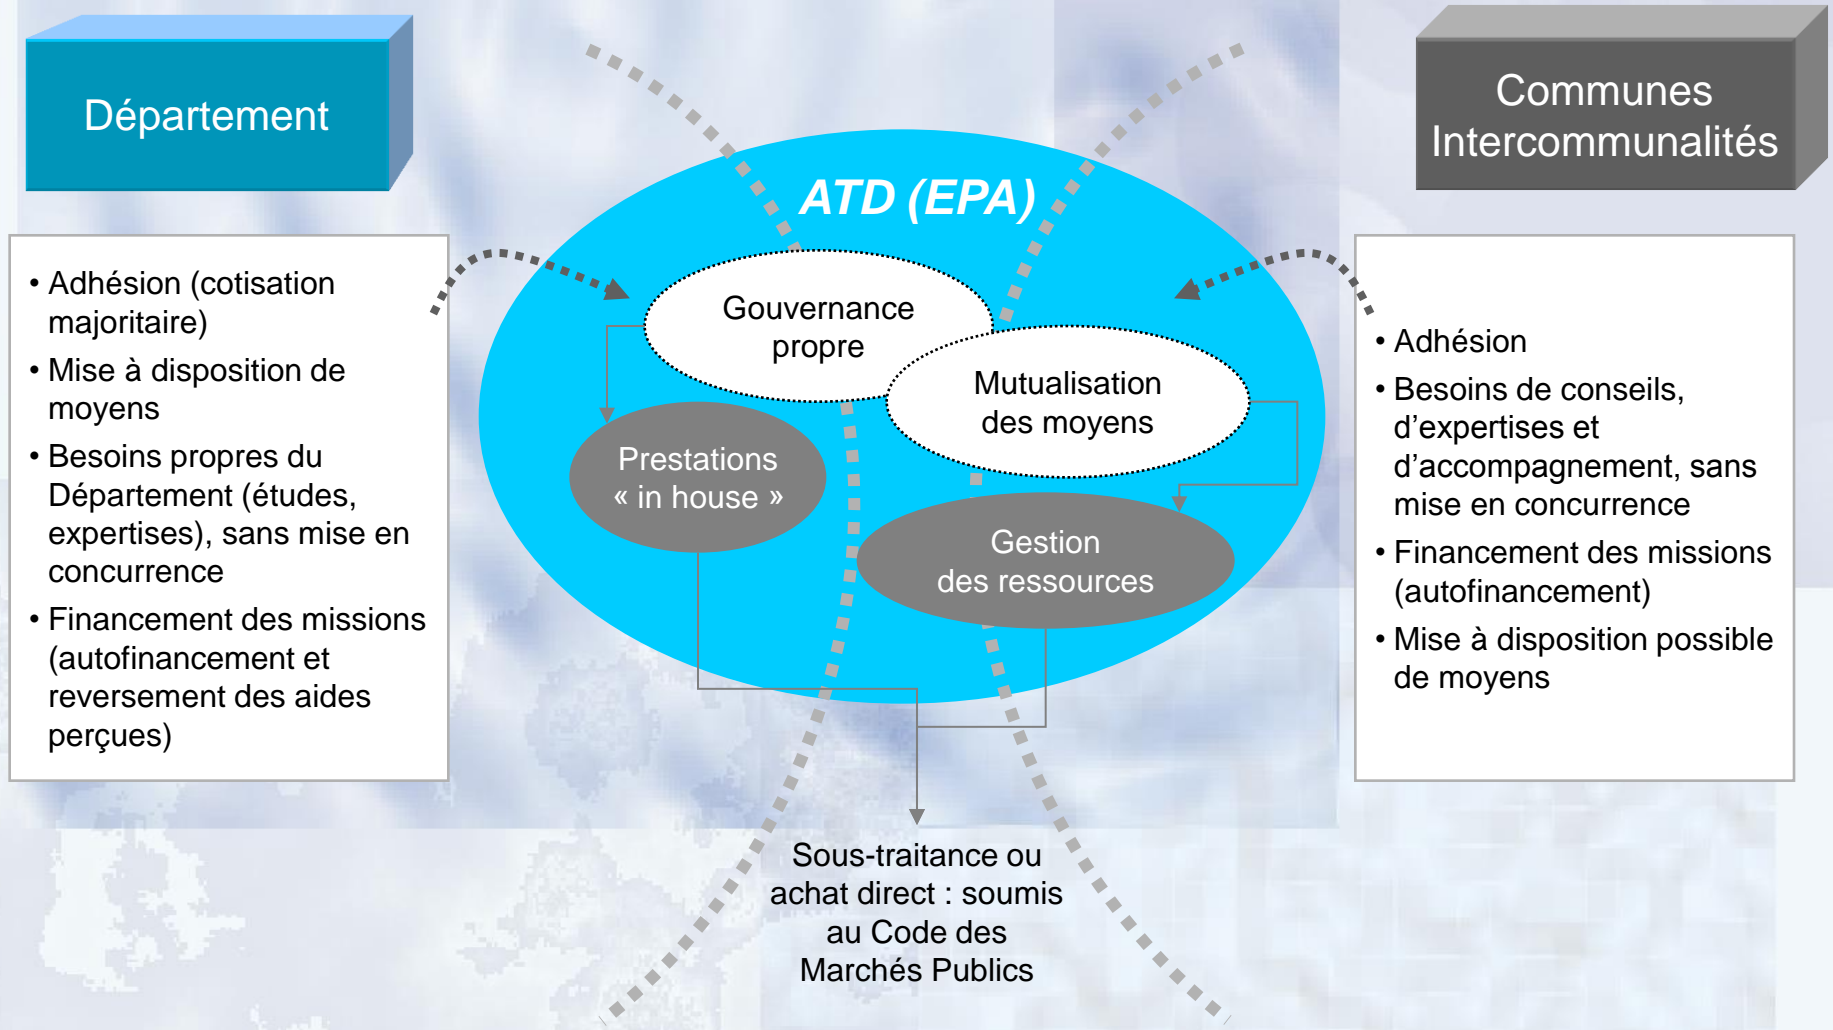 Département
Communes
Intercommunalités
ATD (EPA)
• Adhésion (cotisation
majoritaire)
• Mise à disposition de
moyens
• Besoins propres du
Département (études,
expertises), sans mise en
concurrence
• Financement des missions
(autofinancement et
reversement des aides
perçues)
Gouvernance
propre
Mutualisation
des moyens
Prestations
« in house »
Gestion
des ressources
• Adhésion
• Besoins de conseils,
d’expertises et
d’accompagnement, sans
mise en concurrence
• Financement des missions
(autofinancement)
• Mise à disposition possible
de moyens
Sous-traitance ou
achat direct : soumis
au Code des
Marchés Publics